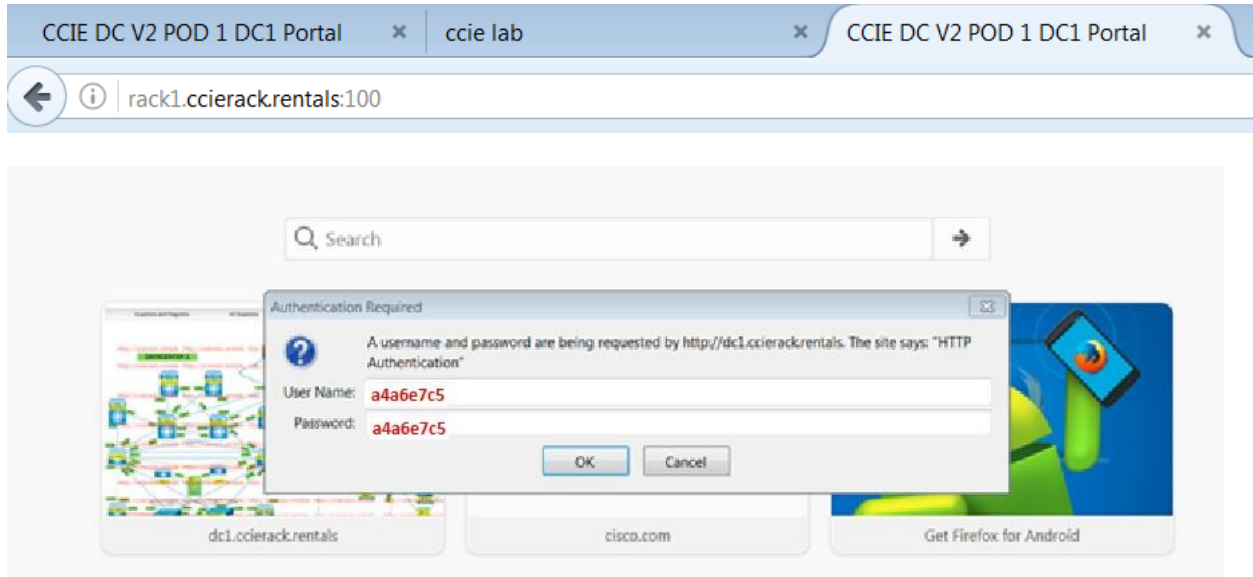 CCIE DC V2 POD 1 DC1 Portal × ccie lab × CCIE DC V2 POD 1 DC1 Portal ×
rack1.ccierack.rentals:100
Search
Authentication Required
A username and password are being requested by http://dc1.ccierack.rentals. The site says: "HTTP
Authentication"
User Name: a4a6e7c5
Password: a4a6e7c5
OK Cancel
dc1.ccierack.rentals cisco.com Get Firefox for Android